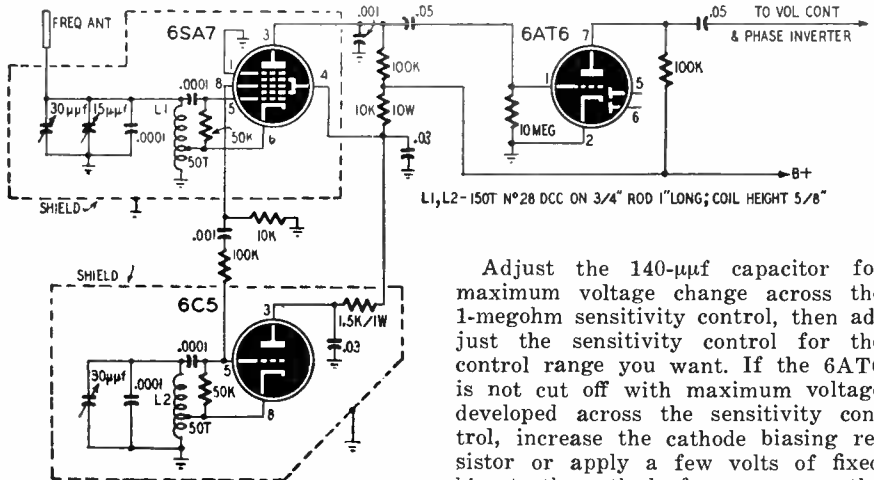 FREQ ANT
6SA7
.001
.05
6AT6
.05
TO VOL CONT
& PHASE INVERTER
3
7
1
8
5
4
6
.0001
L1
30μμf
15μμf
.0001
50T
50K
100K
10K
10W
.03
1
5
6
2
10 MEG
100K
B+
SHIELD
L1, L2-150T Nº28 DCC ON 3/4" ROD 1" LONG; COIL HEIGHT 5/8"
.001
10K
100K
SHIELD
6C5
3
1.5K/1W
.03
.0001
5
8
30μμf
.0001
L2
50K
50T
Adjust the 140-μμf capacitor fo
maximum voltage change across th
1-megohm sensitivity control, then ad
just the sensitivity control for th
control range you want. If the 6AT6
is not cut off with maximum voltage
developed across the sensitivity con
trol, increase the cathode biasing re
sistor or apply a few volts of fixed